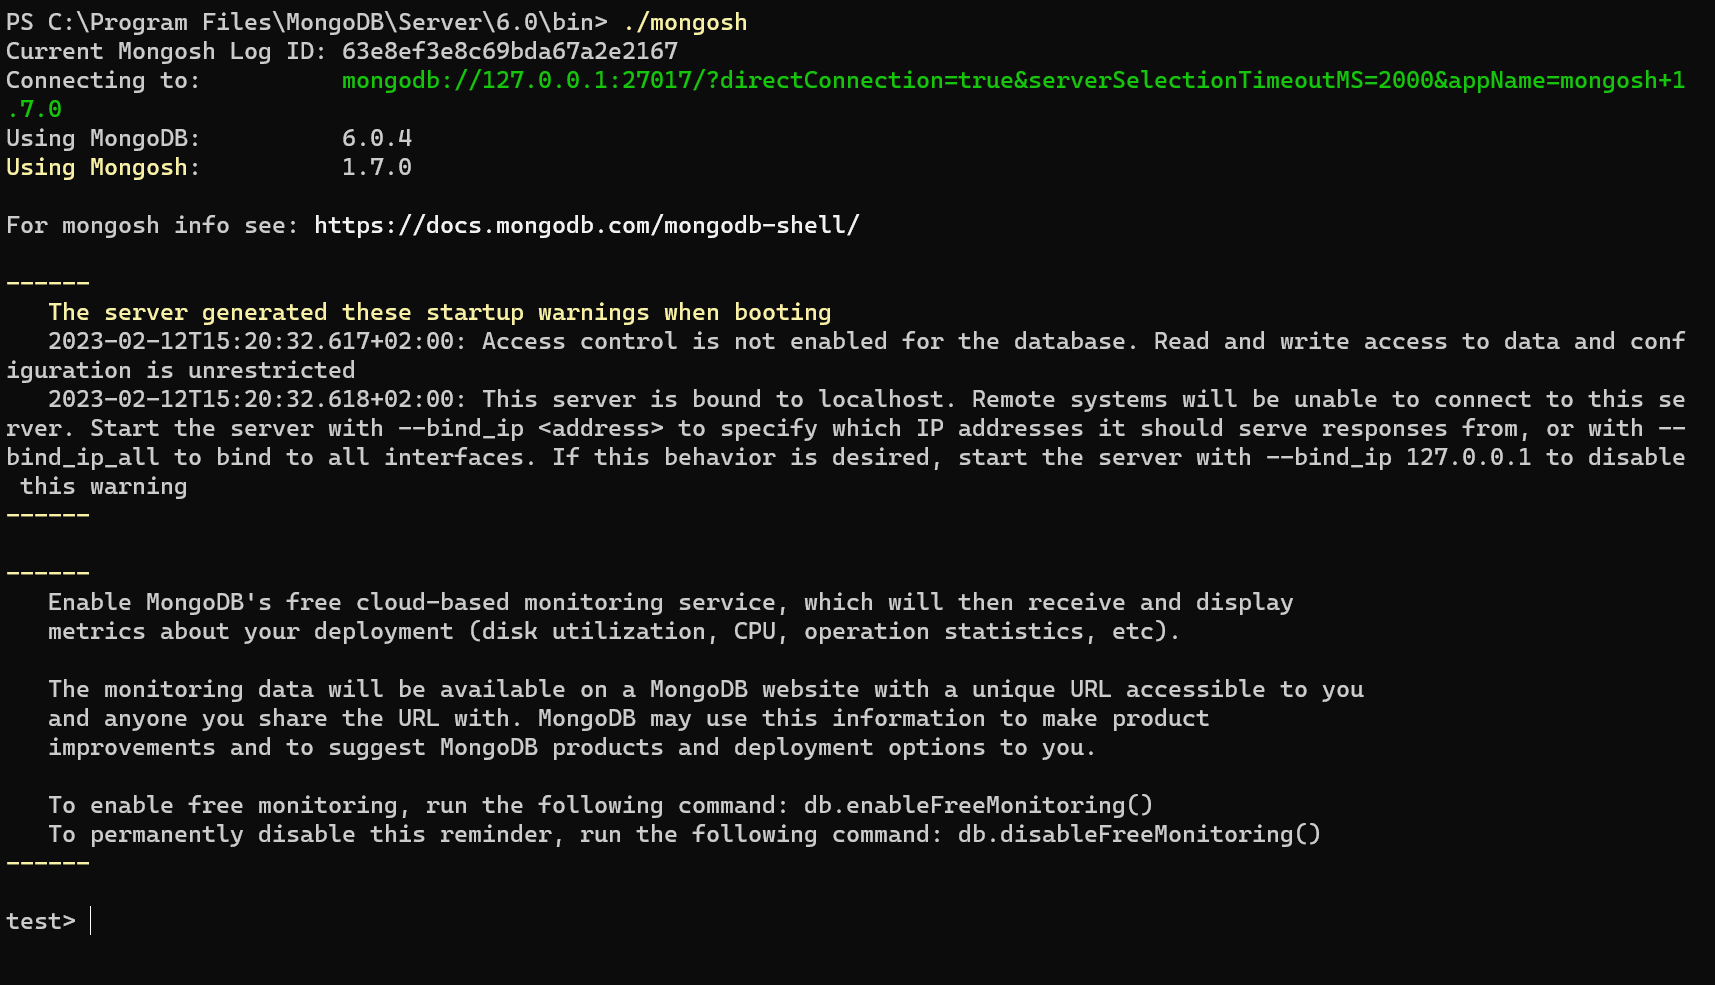 PS C:\Program Files\MongoDB\Server\6.0\bin> ./mongosh
Current Mongosh Log ID: 63e8ef3e8c69bda67a2e2167
Connecting to:          mongodb://127.0.0.1:27017/?directConnection=true&serverSelectionTimeoutMS=2000&appName=mongosh+1
.7.0
Using MongoDB:          6.0.4
Using Mongosh:          1.7.0
For mongosh info see: https://docs.mongodb.com/mongodb-shell/
------
   The server generated these startup warnings when booting
   2023-02-12T15:20:32.617+02:00: Access control is not enabled for the database. Read and write access to data and conf
iguration is unrestricted
   2023-02-12T15:20:32.618+02:00: This server is bound to localhost. Remote systems will be unable to connect to this se
rver. Start the server with --bind_ip <address> to specify which IP addresses it should serve responses from, or with --
bind_ip_all to bind to all interfaces. If this behavior is desired, start the server with --bind_ip 127.0.0.1 to disable
 this warning
------
------
   Enable MongoDB's free cloud-based monitoring service, which will then receive and display
   metrics about your deployment (disk utilization, CPU, operation statistics, etc).
   The monitoring data will be available on a MongoDB website with a unique URL accessible to you
   and anyone you share the URL with. MongoDB may use this information to make product
   improvements and to suggest MongoDB products and deployment options to you.
   To enable free monitoring, run the following command: db.enableFreeMonitoring()
   To permanently disable this reminder, run the following command: db.disableFreeMonitoring()
------
test>